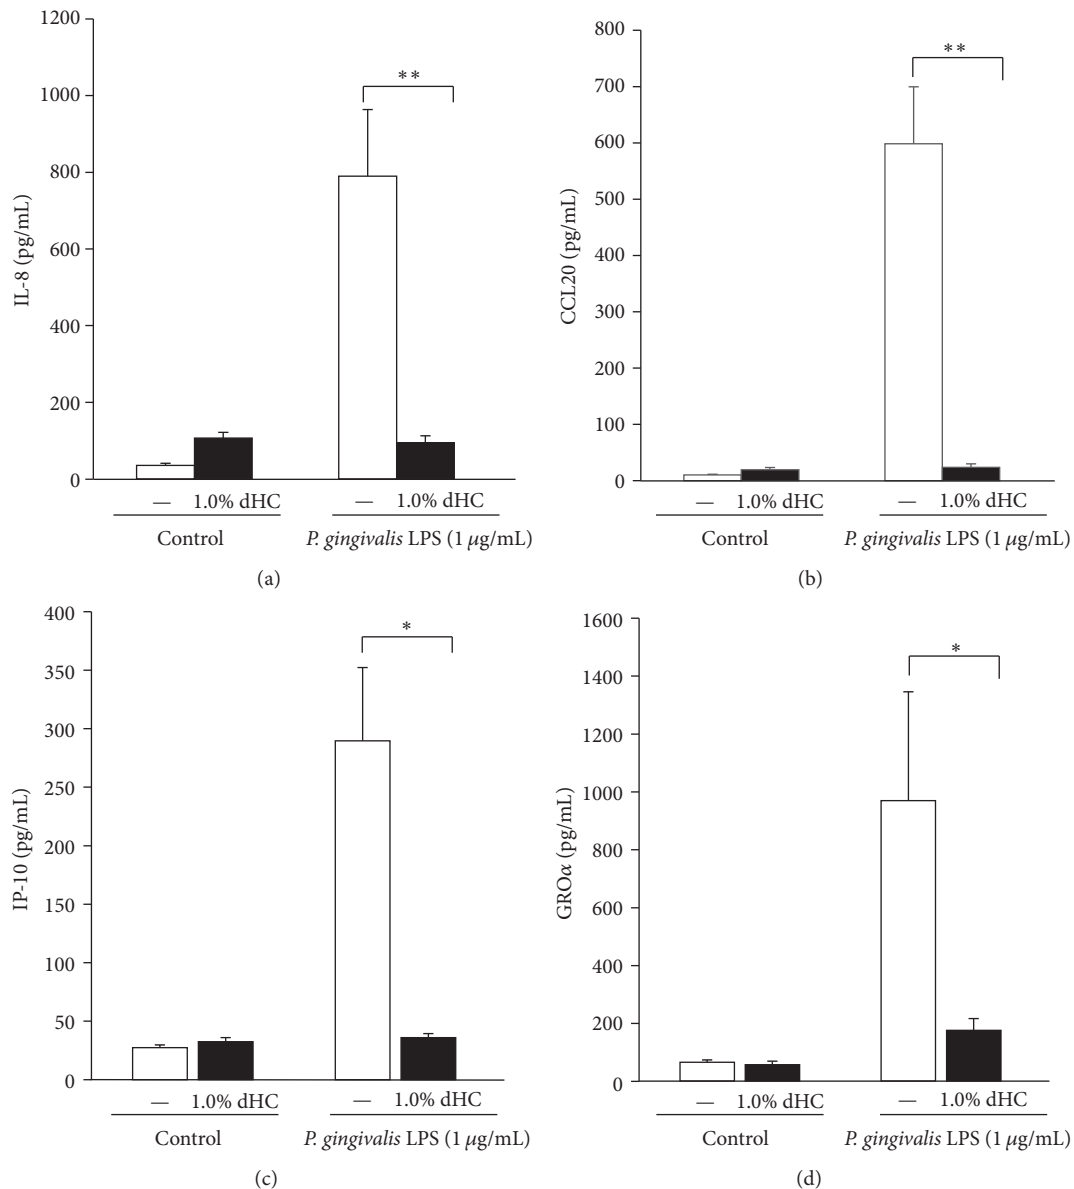 1200
1000
800
600
400
200
0
IL-8 (pg/mL)
**
— 1.0% dHC — 1.0% dHC
Control P. gingivalis LPS (1 μg/mL)
(a)
800
700
600
500
400
300
200
100
0
CCL20 (pg/mL)
**
— 1.0% dHC — 1.0% dHC
Control P. gingivalis LPS (1 μg/mL)
(b)
400
350
300
250
200
150
100
50
0
IP-10 (pg/mL)
*
— 1.0% dHC — 1.0% dHC
Control P. gingivalis LPS (1 μg/mL)
(c)
1600
1400
1200
1000
800
600
400
200
0
GROα (pg/mL)
*
— 1.0% dHC — 1.0% dHC
Control P. gingivalis LPS (1 μg/mL)
(d)